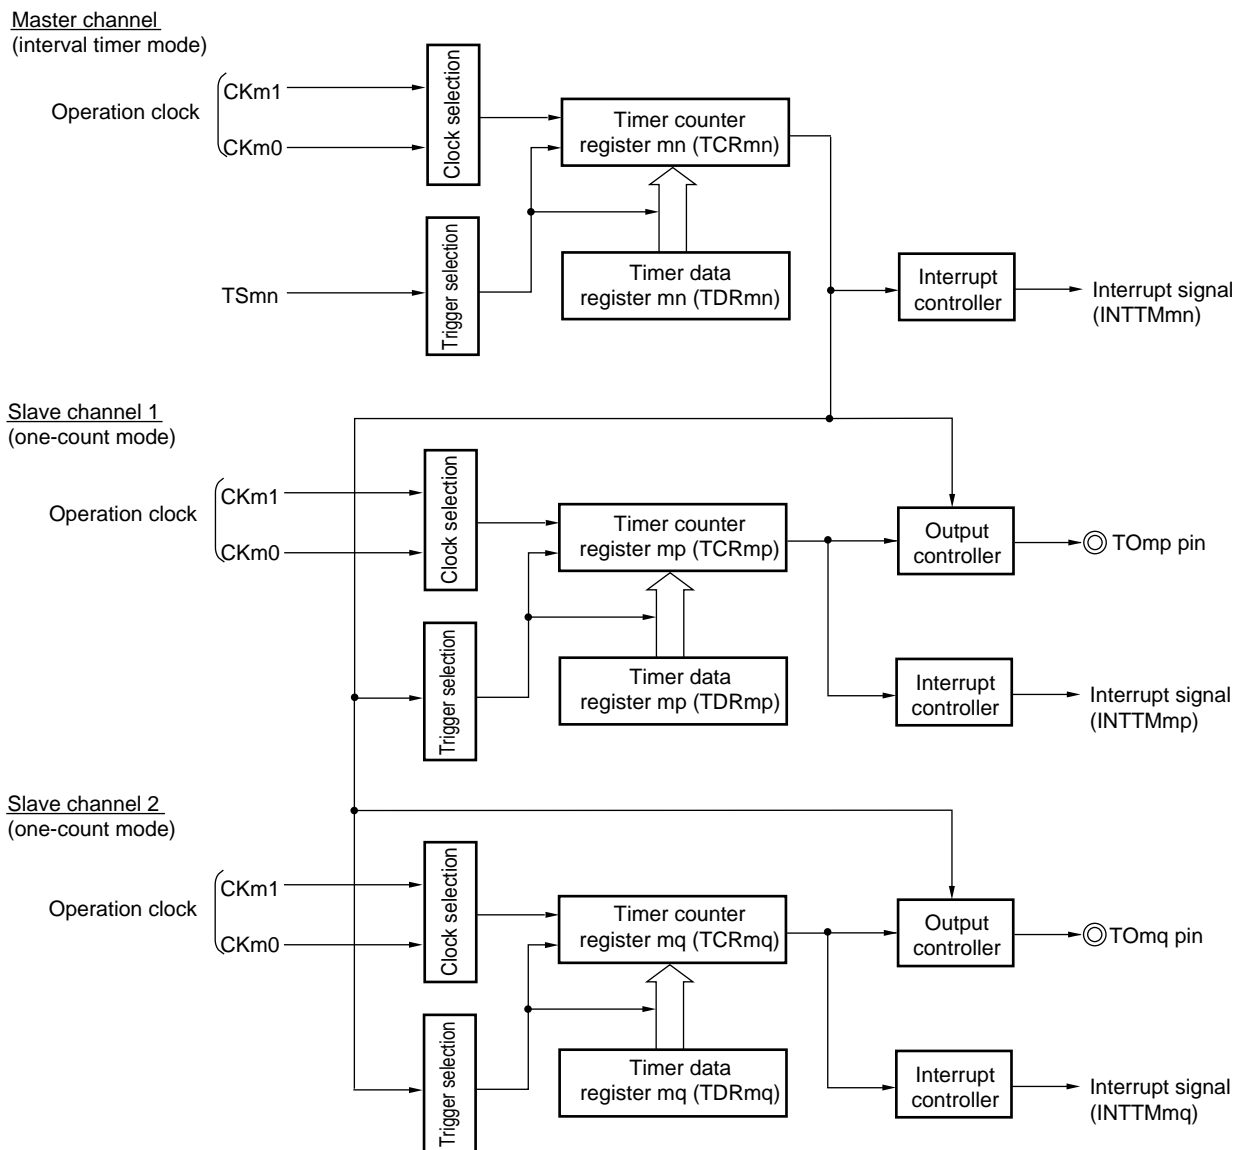 Master channel
(interval timer mode)
Operation clock
CKm1
CKm0
Clock selection
Timer counter
register mn (TCRmn)
TSmn
Trigger selection
Timer data
register mn (TDRmn)
Interrupt
controller
Interrupt signal
(INTTMmn)
Slave channel 1
(one-count mode)
Operation clock
CKm1
CKm0
Clock selection
Timer counter
register mp (TCRmp)
Output
controller
TOmp pin
Trigger selection
Timer data
register mp (TDRmp)
Interrupt
controller
Interrupt signal
(INTTMmp)
Slave channel 2
(one-count mode)
Operation clock
CKm1
CKm0
Clock selection
Timer counter
register mq (TCRmq)
Output
controller
TOmq pin
Trigger selection
Timer data
register mq (TDRmq)
Interrupt
controller
Interrupt signal
(INTTMmq)